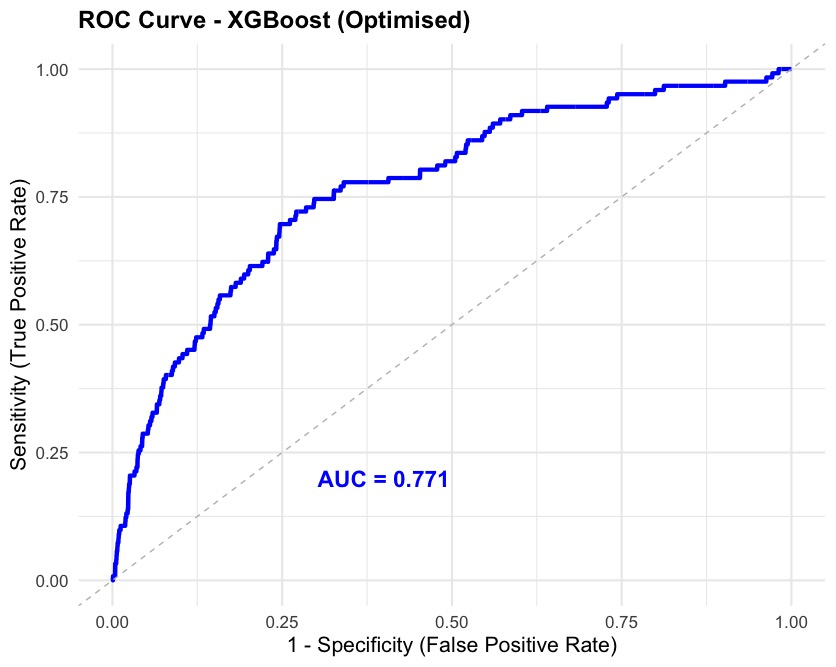 ROC Curve - XGBoost (Optimised)
1.00
0.75
0.50
0.25
0.00
Sensitivity (True Positive Rate)
AUC = 0.771
0.00 0.25 0.50 0.75 1.00
1 - Specificity (False Positive Rate)